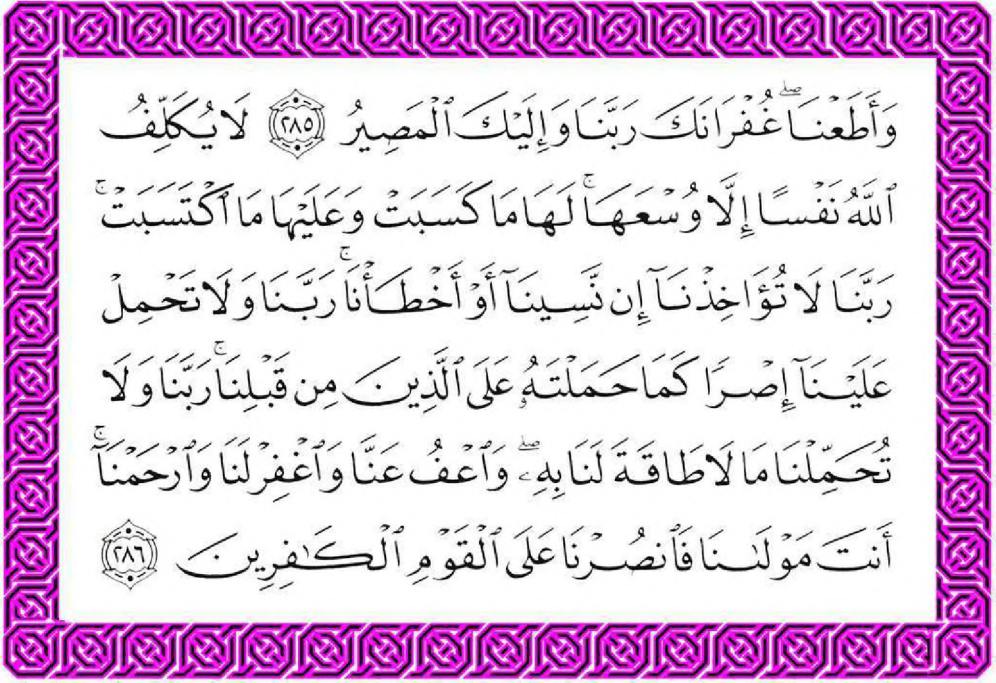 وَأَطَعْنَا ۖ غُفْرَانَكَ رَبَّنَا وَإِلَيْكَ ٱلْمَصِيرُ ٢٨٥ لَا يُكَلِّفُ
ٱللَّهُ نَفْسًا إِلَّا وُسْعَهَا ۚ لَهَا مَا كَسَبَتْ وَعَلَيْهَا مَا ٱكْتَسَبَتْ ۚ
رَبَّنَا لَا تُؤَاخِذْنَآ إِن نَّسِينَآ أَوْ أَخْطَأْنَا ۚ رَبَّنَا وَلَا تَحْمِلْ
عَلَيْنَآ إِصْرًا كَمَا حَمَلْتَهُۥ عَلَى ٱلَّذِينَ مِن قَبْلِنَا ۚ رَبَّنَا وَلَا
تُحَمِّلْنَا مَا لَا طَاقَةَ لَنَا بِهِۦ ۖ وَٱعْفُ عَنَّا وَٱغْفِرْ لَنَا وَٱرْحَمْنَآ ۚ
أَنتَ مَوْلَىٰنَا فَٱنصُرْنَا عَلَى ٱلْقَوْمِ ٱلْكَٰفِرِينَ ٢٨٦